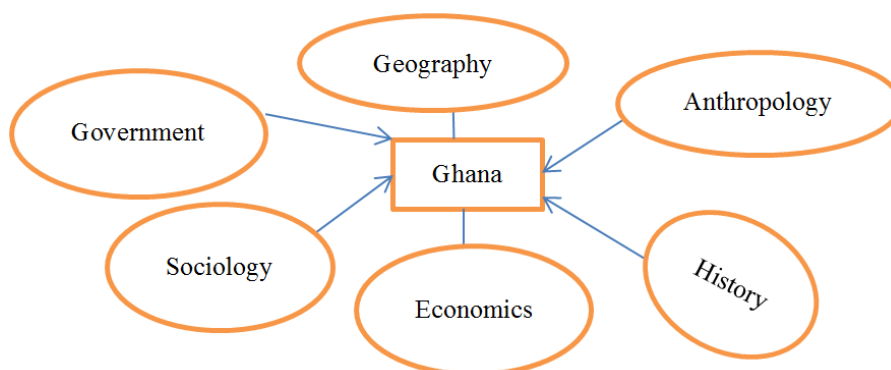 Geography
Government
Anthropology
Ghana
Sociology
Economics
History